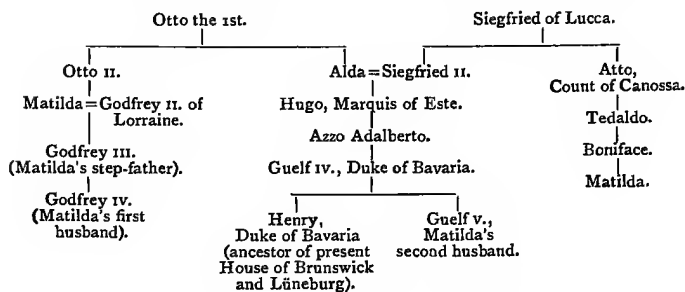 Otto the 1st.
Siegfried of Lucca.
Otto II.
Alda = Siegfried II.
Atto,
Count of Canossa.
Matilda = Godfrey II. of
Lorraine.
Hugo, Marquis of Este.
Tedaldo.
Azzo Adalberto.
Godfrey III.
(Matilda's step-father).
Boniface.
Guelf IV., Duke of Bavaria.
Matilda.
Godfrey IV.
(Matilda's first
husband).
Henry,
Duke of Bavaria
(ancestor of present
House of Brunswick
and Lüneburg).
Guelf V.,
Matilda's
second husband.